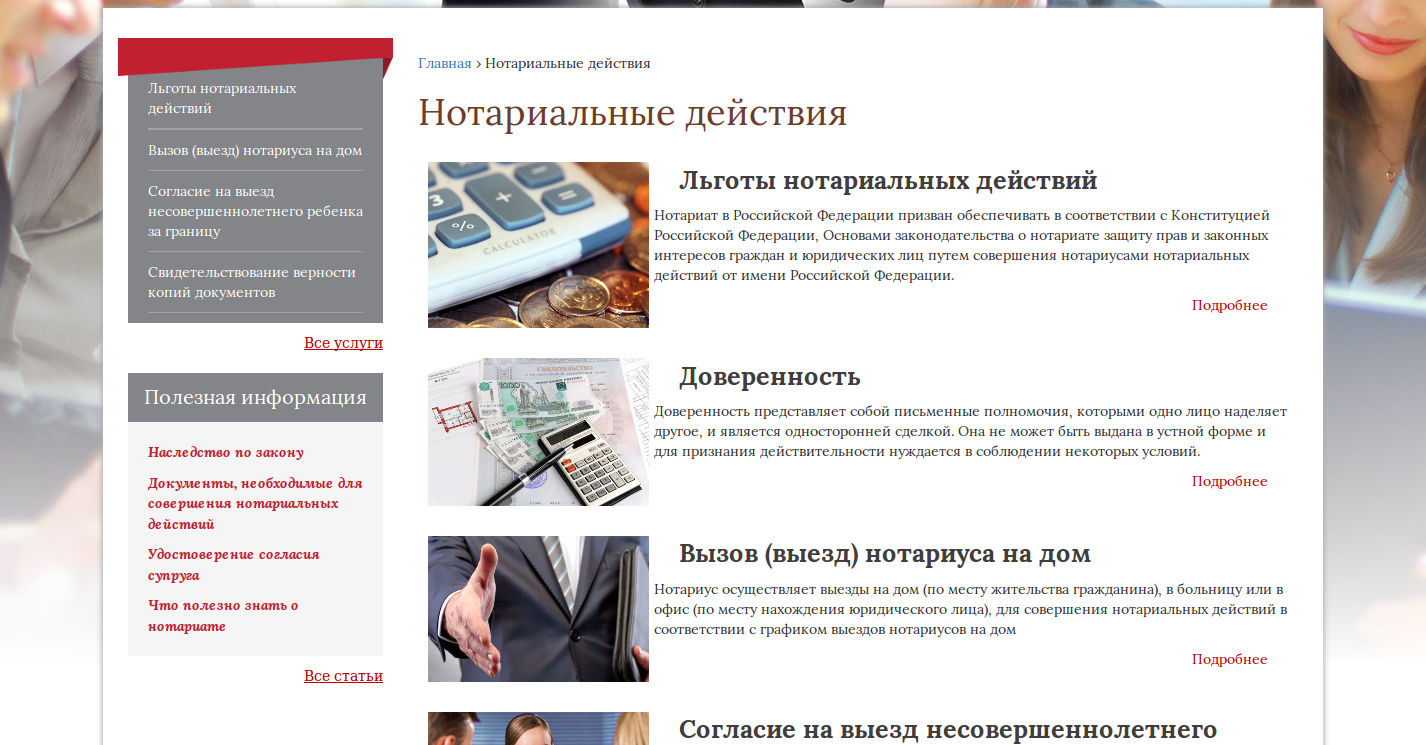 Льготы нотариальных
действий
Вызов (выезд) нотариуса на дом
Согласие на выезд
несовершеннолетнего ребенка
за границу
Свидетельствование верности
копий документов
Все услуги
Полезная информация
Наследство по закону
Документы, необходимые для
совершения нотариальных
действий
Удостоверение согласия
супруга
Что полезно знать о
нотариате
Все статьи
Главная › Нотариальные действия
Нотариальные действия
3
+
%
CALCULATOR
Льготы нотариальных действий
Нотариат в Российской Федерации призван обеспечивать в соответствии с Конституцией
Российской Федерации, Основами законодательства о нотариате защиту прав и законных
интересов граждан и юридических лиц путем совершения нотариусами нотариальных
действий от имени Российской Федерации.
Подробнее
Доверенность
Доверенность представляет собой письменные полномочия, которыми одно лицо наделяет
другое, и является односторонней сделкой. Она не может быть выдана в устной форме и
для признания действительности нуждается в соблюдении некоторых условий.
Подробнее
Вызов (выезд) нотариуса на дом
Нотариус осуществляет выезды на дом (по месту жительства гражданина), в больницу или в
офис (по месту нахождения юридического лица), для совершения нотариальных действий в
соответствии с графиком выездов нотариусов на дом
Подробнее
Согласие на выезд несовершеннолетнего